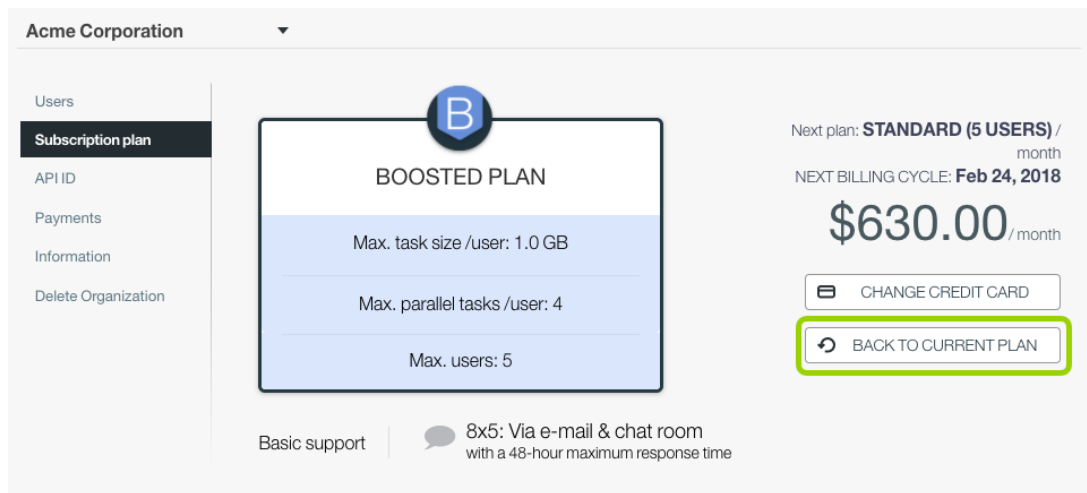 Acme Corporation
Users
Subscription plan
API ID
Payments
Information
Delete Organization
B
BOOSTED PLAN
Max. task size /user: 1.0 GB
Max. parallel tasks /user: 4
Max. users: 5
Basic support
8x5: Via e-mail & chat room
with a 48-hour maximum response time
Next plan: STANDARD (5 USERS) /
month
NEXT BILLING CYCLE: Feb 24, 2018
$630.00/month
CHANGE CREDIT CARD
BACK TO CURRENT PLAN